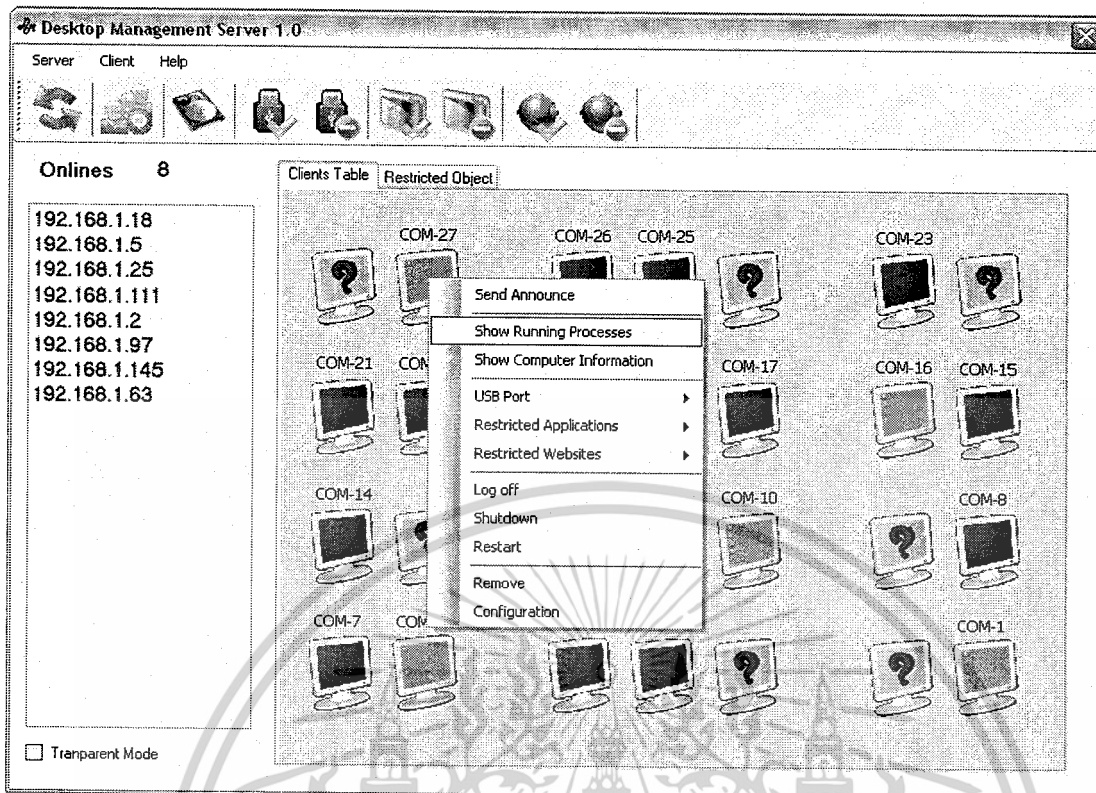 Desktop Management Server 1.0
Server Client Help
Onlines 8
192.168.1.18
192.168.1.5
192.168.1.25
192.168.1.111
192.168.1.2
192.168.1.97
192.168.1.145
192.168.1.63
Tranparent Mode
Clients Table Restricted Object
COM-27 COM-26 COM-25 COM-23
COM-21 COM COM-17 COM-16 COM-15
COM-14 COM-10 COM-8
COM-7 COM COM-1
Send Announce
Show Running Processes
Show Computer Information
USB Port
Restricted Applications
Restricted Websites
Log off
Shutdown
Restart
Remove
Configuration